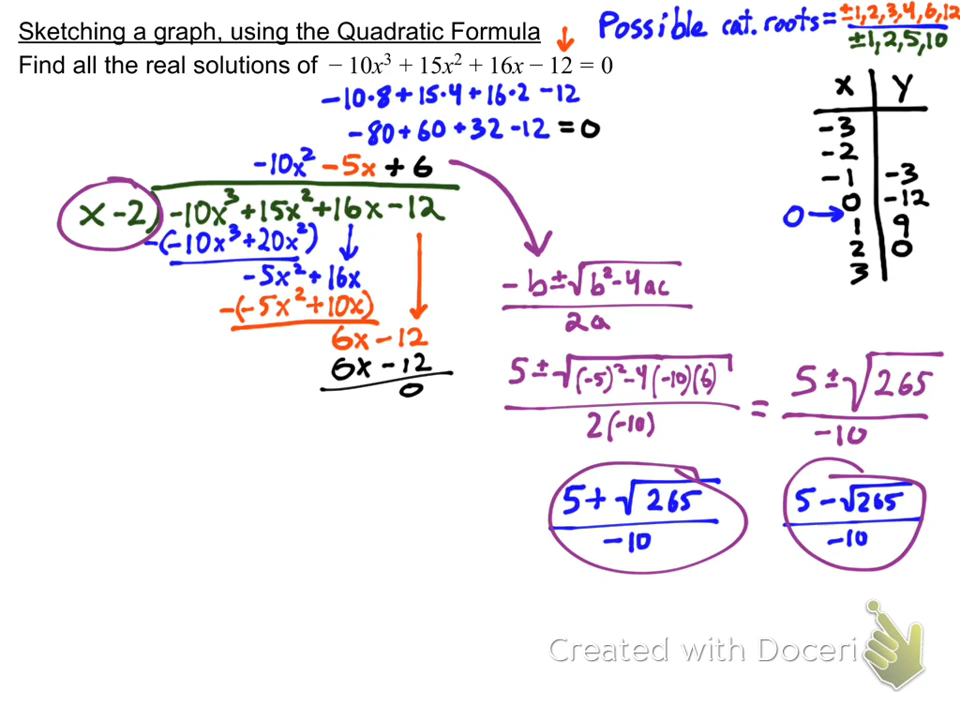 Sketching a graph, using the Quadratic Formula
Possible rat. roots = ±1,2,3,4,6,12 / ±1,2,5,10
Find all the real solutions of −10x³ + 15x² + 16x − 12 = 0
-10·8 + 15·4 + 16·2 -12
-80+60+32-12 = 0
-10x² -5x + 6
x-2) -10x³+15x²+16x-12
-(-10x³+20x²)
-5x²+16x
-(-5x²+10x)
6x-12
6x-12
0
x | y
-3
-2
-1 | -3
0 | -12
0 →
1 | 9
2 | 0
3
-b±√b²-4ac
2a
5±√(-5)²-4(-10)(6)
2(-10)
= 5±√265
-10
5+√265
-10
5-√265
-10
Created with Doceri